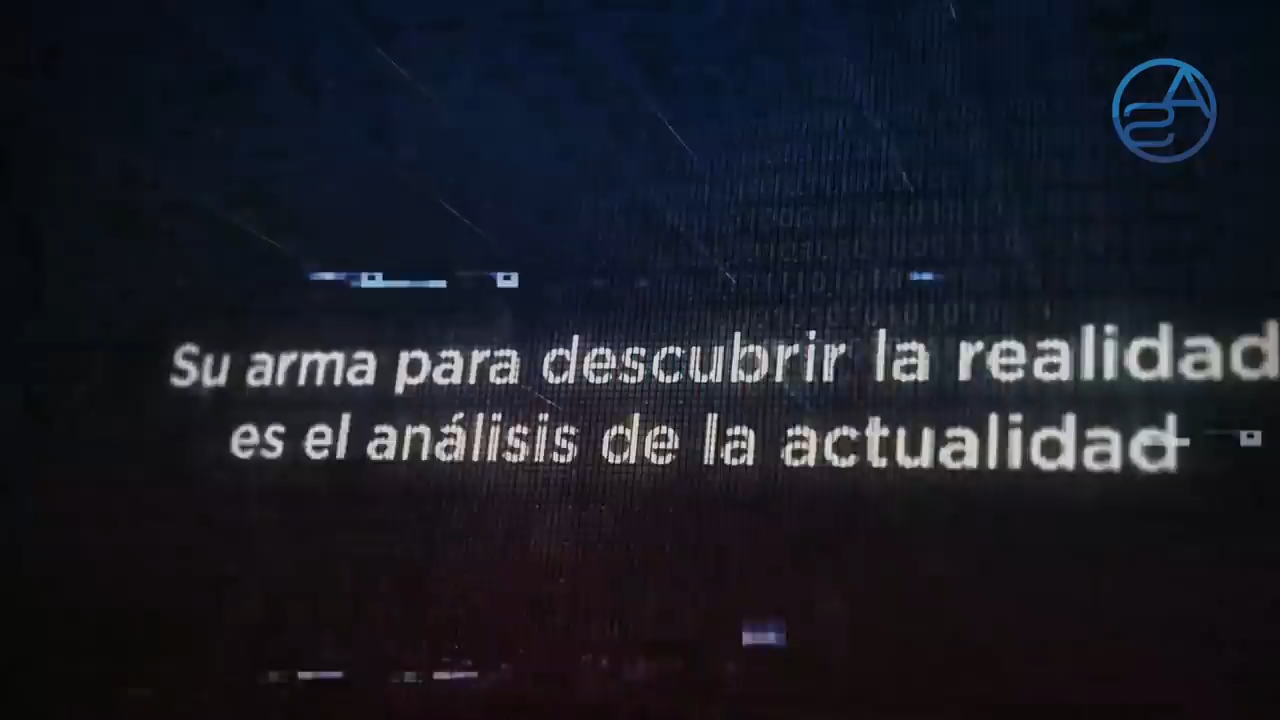 Su arma para descubrir la realidad
es el análisis de la actualidad